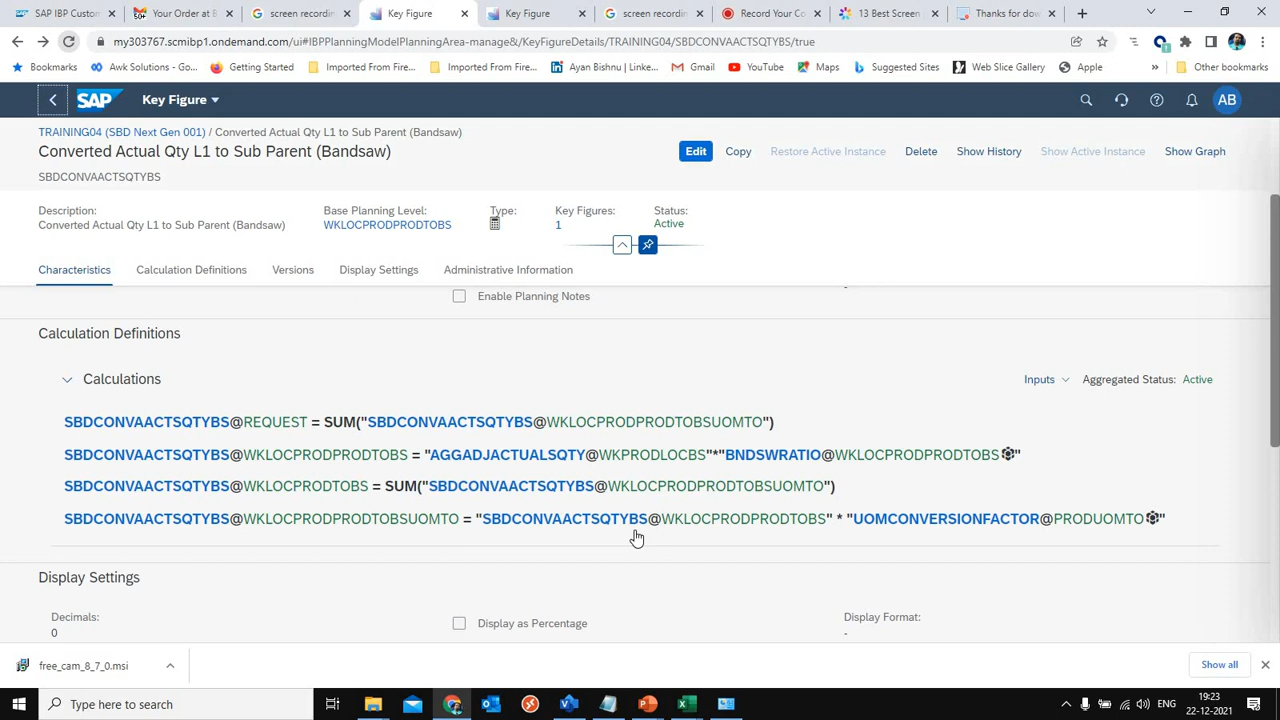 SAP IBP Custom
Your Order at B
screen recordin
Key Figure
Key Figure
screen recordin
Record Your Co
13 Best Screen
Thanks for dow
my303767.scmibp1.ondemand.com/ui#IBPPlanningModelPlanningArea-manage&/KeyFigureDetails/TRAINING04/SBDCONVAACTSQTYBS/true
Bookmarks
Awk Solutions - Go...
Getting Started
Imported From Fire...
Imported From Fire...
Ayan Bishnu | Linke...
Gmail
YouTube
Maps
Suggested Sites
Web Slice Gallery
Apple
»
Other bookmarks
SAP
Key Figure
AB
TRAINING04 (SBD Next Gen 001) / Converted Actual Qty L1 to Sub Parent (Bandsaw)
Converted Actual Qty L1 to Sub Parent (Bandsaw)
Edit Copy Restore Active Instance Delete Show History Show Active Instance Show Graph
SBDCONVAACTSQTYBS
Description: Base Planning Level: Type: Key Figures: Status:
Converted Actual Qty L1 to Sub Parent (Bandsaw) WKLOCPRODPRODTOBS 1 Active
Characteristics Calculation Definitions Versions Display Settings Administrative Information
Enable Planning Notes -
Calculation Definitions
Calculations Inputs Aggregated Status: Active
SBDCONVAACTSQTYBS@REQUEST = SUM("SBDCONVAACTSQTYBS@WKLOCPRODPRODTOBSUOMTO")
SBDCONVAACTSQTYBS@WKLOCPRODPRODTOBS = "AGGADJACTUALSQTY@WKPRODLOCBS"*"BNDSWRATIO@WKLOCPRODPRODTOBS"
SBDCONVAACTSQTYBS@WKLOCPRODTOBS = SUM("SBDCONVAACTSQTYBS@WKLOCPRODPRODTOBSUOMTO")
SBDCONVAACTSQTYBS@WKLOCPRODPRODTOBSUOMTO = "SBDCONVAACTSQTYBS@WKLOCPRODPRODTOBS" * "UOMCONVERSIONFACTOR@PRODUOMTO"
Display Settings
Decimals: Display as Percentage Display Format:
0 -
free_cam_8_7_0.msi
Show all
Type here to search
ENG
19:23
22-12-2021